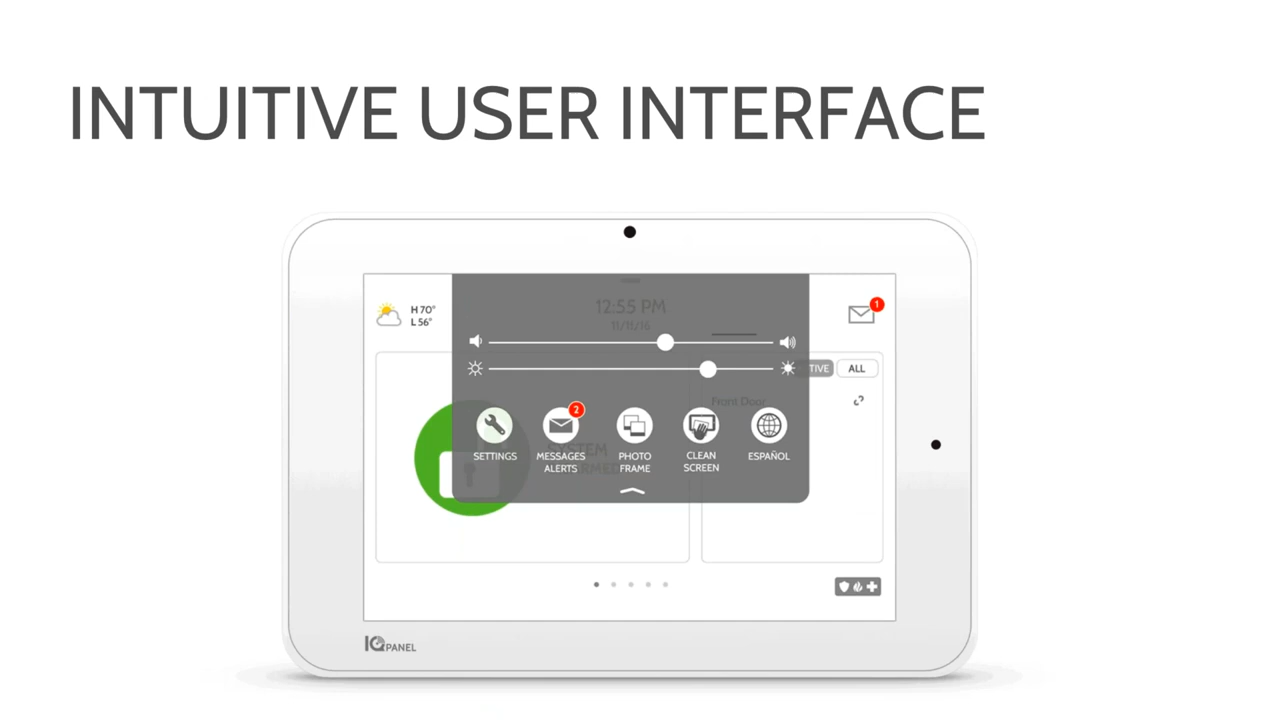 INTUITIVE USER INTERFACE
12:55 PM
11/11/16
H 70°
L 56°
1
TIVE
ALL
Front Door
2
SYSTEM
SETTINGS
MESSAGES
ALERTS
PHOTO
FRAME
CLEAN
SCREEN
ESPAÑOL
IQ PANEL